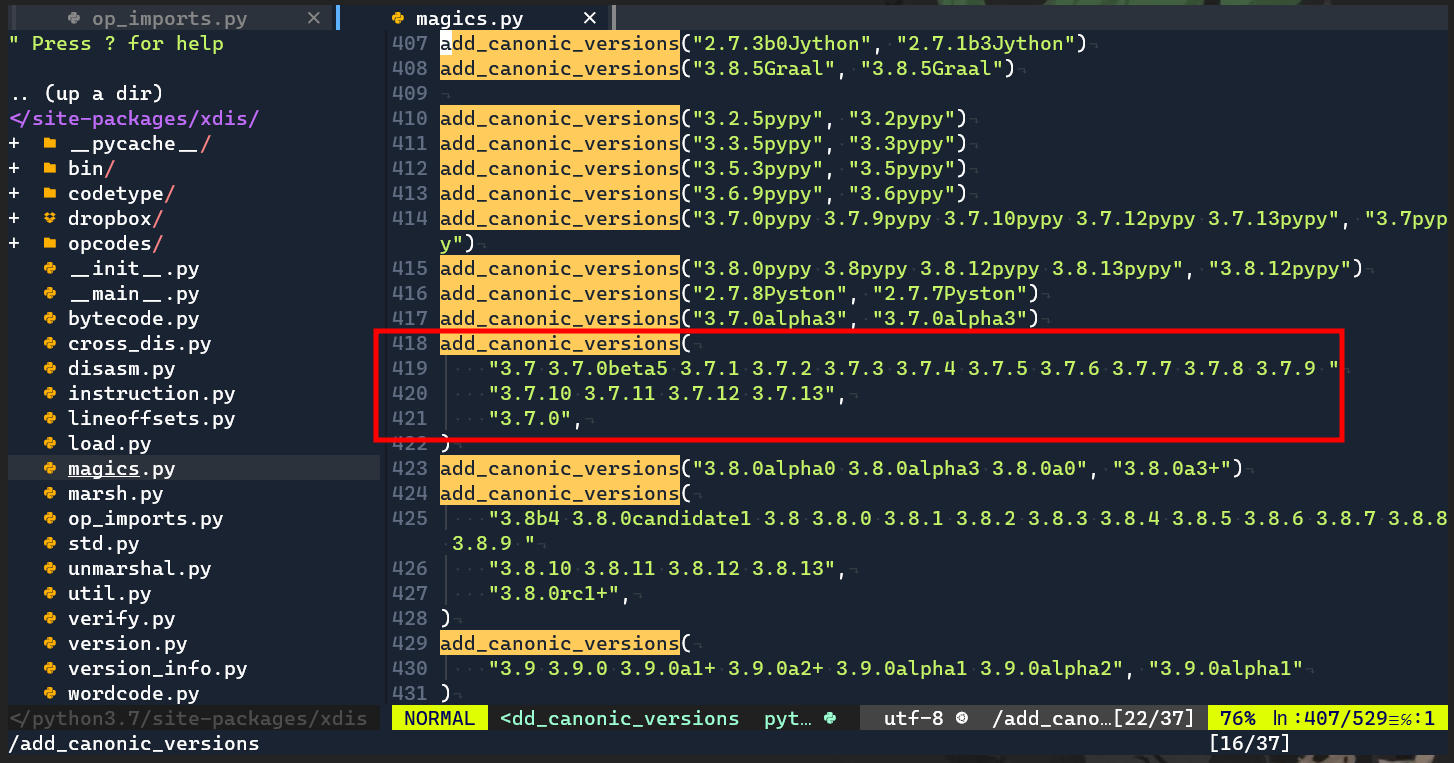 op_imports.py ✕
magics.py ✕
" Press ? for help
.. (up a dir)
</site-packages/xdis/
+ __pycache__/
+ bin/
+ codetype/
+ dropbox/
+ opcodes/
__init__.py
__main__.py
bytecode.py
cross_dis.py
disasm.py
instruction.py
lineoffsets.py
load.py
magics.py
marsh.py
op_imports.py
std.py
unmarshal.py
util.py
verify.py
version.py
version_info.py
wordcode.py
</python3.7/site-packages/xdis
407 add_canonic_versions("2.7.3b0Jython", "2.7.1b3Jython")
408 add_canonic_versions("3.8.5Graal", "3.8.5Graal")
409
410 add_canonic_versions("3.2.5pypy", "3.2pypy")
411 add_canonic_versions("3.3.5pypy", "3.3pypy")
412 add_canonic_versions("3.5.3pypy", "3.5pypy")
413 add_canonic_versions("3.6.9pypy", "3.6pypy")
414 add_canonic_versions("3.7.0pypy 3.7.9pypy 3.7.10pypy 3.7.12pypy 3.7.13pypy", "3.7pyp
y")
415 add_canonic_versions("3.8.0pypy 3.8pypy 3.8.12pypy 3.8.13pypy", "3.8.12pypy")
416 add_canonic_versions("2.7.8Pyston", "2.7.7Pyston")
417 add_canonic_versions("3.7.0alpha3", "3.7.0alpha3")
418 add_canonic_versions(
419 "3.7 3.7.0beta5 3.7.1 3.7.2 3.7.3 3.7.4 3.7.5 3.7.6 3.7.7 3.7.8 3.7.9 "
420 "3.7.10 3.7.11 3.7.12 3.7.13",
421 "3.7.0",
422 )
423 add_canonic_versions("3.8.0alpha0 3.8.0alpha3 3.8.0a0", "3.8.0a3+")
424 add_canonic_versions(
425 "3.8b4 3.8.0candidate1 3.8 3.8.0 3.8.1 3.8.2 3.8.3 3.8.4 3.8.5 3.8.6 3.8.7 3.8.8
3.8.9 "
426 "3.8.10 3.8.11 3.8.12 3.8.13",
427 "3.8.0rc1+",
428 )
429 add_canonic_versions(
430 "3.9 3.9.0 3.9.0a1+ 3.9.0a2+ 3.9.0alpha1 3.9.0alpha2", "3.9.0alpha1"
431 )
NORMAL <dd_canonic_versions pyt… utf-8 /add_cano…[22/37] 76% ln :407/529≡%:1
/add_canonic_versions [16/37]